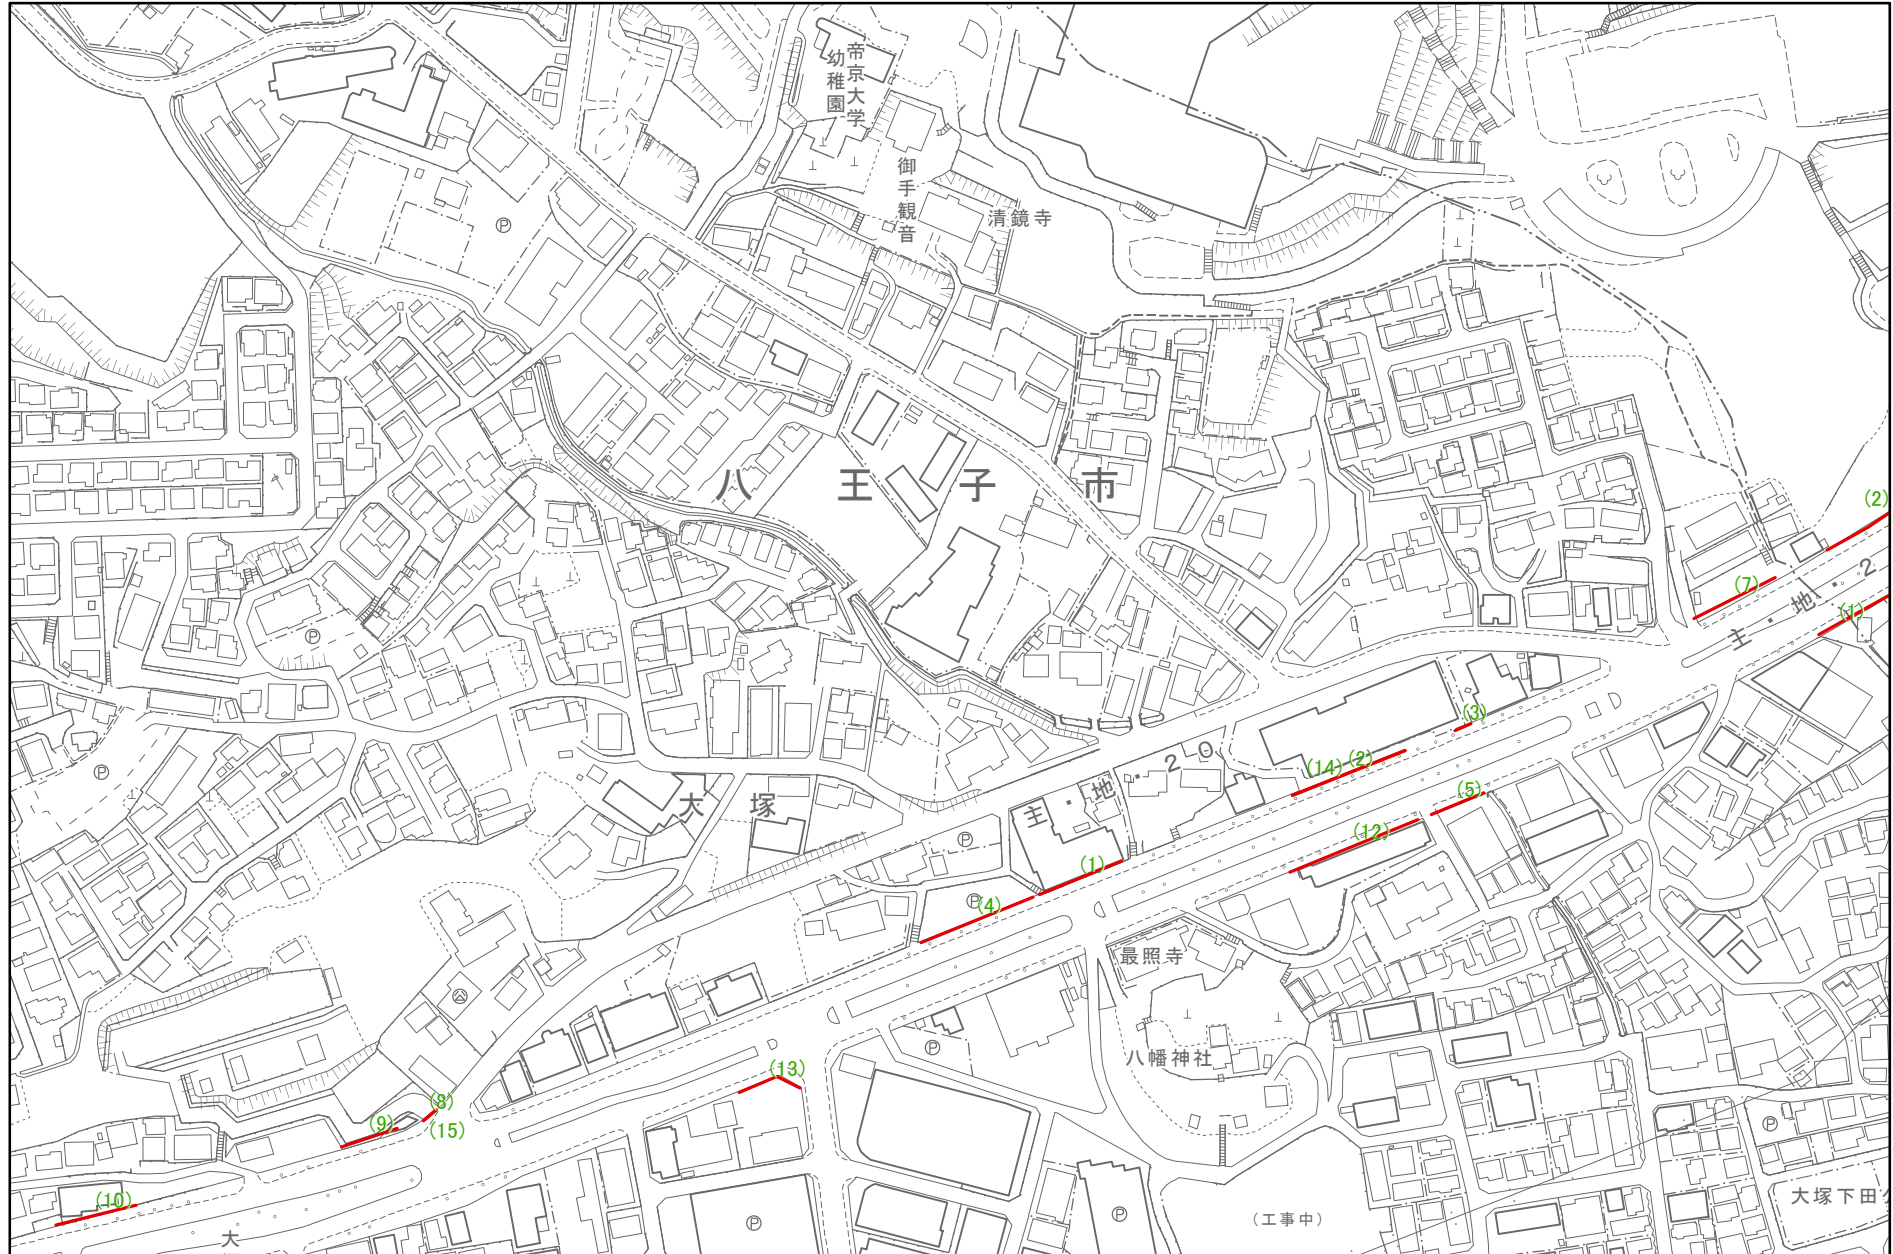 帝京大学
幼稚園
御手観音
清鏡寺
Ⓟ
八王子市
(2)
(7)
主・地・2
(1)
Ⓟ
(3)
Ⓟ
主・地・20
(14)
(2)
大塚
(5)
(12)
Ⓟ
(1)
Ⓟ
(4)
最照寺
八幡神社
Ⓟ
(13)
(8)
(9)
(15)
Ⓟ
(10)
大塚下田
Ⓟ
Ⓟ
(工事中)
大